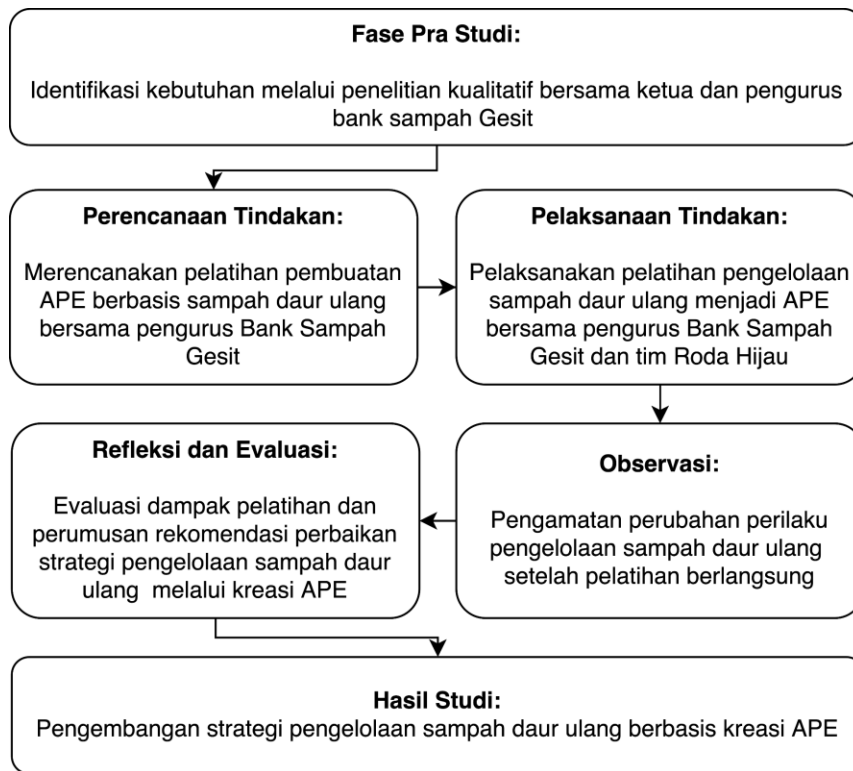 Fase Pra Studi:
Identifikasi kebutuhan melalui penelitian kualitatif bersama ketua dan pengurus
bank sampah Gesit
Perencanaan Tindakan:
Merencanakan pelatihan pembuatan
APE berbasis sampah daur ulang
bersama pengurus Bank Sampah
Gesit
Pelaksanaan Tindakan:
Pelaksanakan pelatihan pengelolaan
sampah daur ulang menjadi APE
bersama pengurus Bank Sampah
Gesit dan tim Roda Hijau
Refleksi dan Evaluasi:
Evaluasi dampak pelatihan dan
perumusan rekomendasi perbaikan
strategi pengelolaan sampah daur
ulang melalui kreasi APE
Observasi:
Pengamatan perubahan perilaku
pengelolaan sampah daur ulang
setelah pelatihan berlangsung
Hasil Studi:
Pengembangan strategi pengelolaan sampah daur ulang berbasis kreasi APE